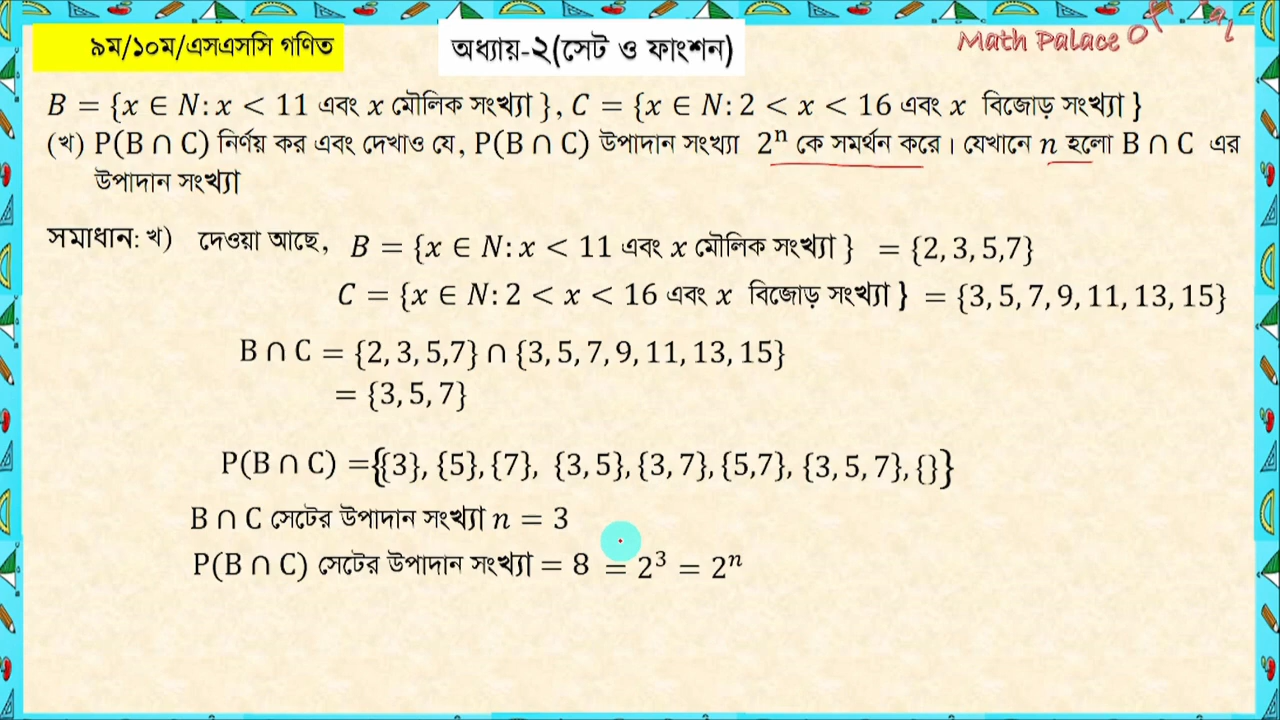 ৯ম/১০ম/এসএসসি গণিত
অধ্যায়-২(সেট ও ফাংশন)
Math Palace
B = {x ∈ N: x < 11 এবং x মৌলিক সংখ্যা }, C = {x ∈ N: 2 < x < 16 এবং x বিজোড় সংখ্যা }
(খ) P(B ∩ C) নির্ণয় কর এবং দেখাও যে, P(B ∩ C) উপাদান সংখ্যা 2ⁿ কে সমর্থন করে। যেখানে n হলো B ∩ C এর
উপাদান সংখ্যা
সমাধান: খ) দেওয়া আছে, B = {x ∈ N: x < 11 এবং x মৌলিক সংখ্যা } = {2, 3, 5,7}
C = {x ∈ N: 2 < x < 16 এবং x বিজোড় সংখ্যা } = {3, 5, 7, 9, 11, 13, 15}
B ∩ C = {2, 3, 5,7} ∩ {3, 5, 7, 9, 11, 13, 15}
= {3, 5, 7}
P(B ∩ C) ={{3}, {5}, {7}, {3, 5}, {3, 7}, {5,7}, {3, 5, 7}, {}}
B ∩ C সেটের উপাদান সংখ্যা n = 3
P(B ∩ C) সেটের উপাদান সংখ্যা = 8 = 2³ = 2ⁿ